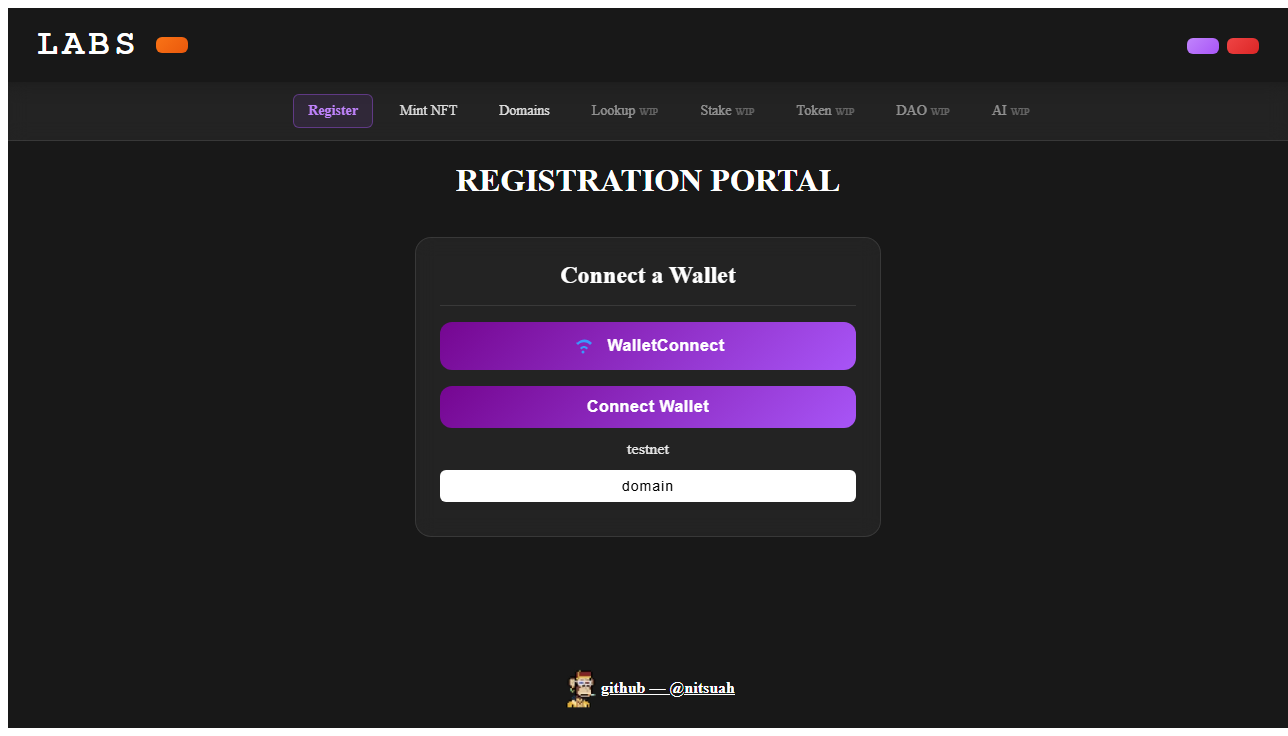 LABS
Register Mint NFT Domains Lookup WIP Stake WIP Token WIP DAO WIP AI WIP
REGISTRATION PORTAL
Connect a Wallet
WalletConnect
Connect Wallet
testnet
domain
github — @nitsuah